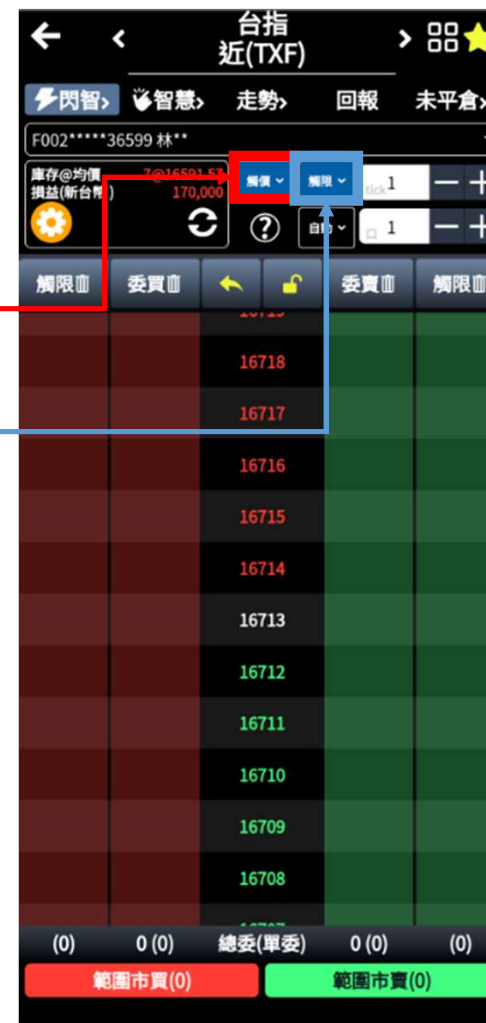 台指
近(TXF)
閃智› 智慧› 走勢› 回報 未平倉›
F002*****36599 林**
庫存@均價 7@16591.57
損益(新台幣) 170,000
觸價 觸限 tick 1
自動 口 1
觸限 委買 委賣 觸限
16718
16717
16716
16715
16714
16713
16712
16711
16710
16709
16708
(0) 0 (0) 總委(單委) 0 (0) (0)
範圍市買(0) 範圍市賣(0)